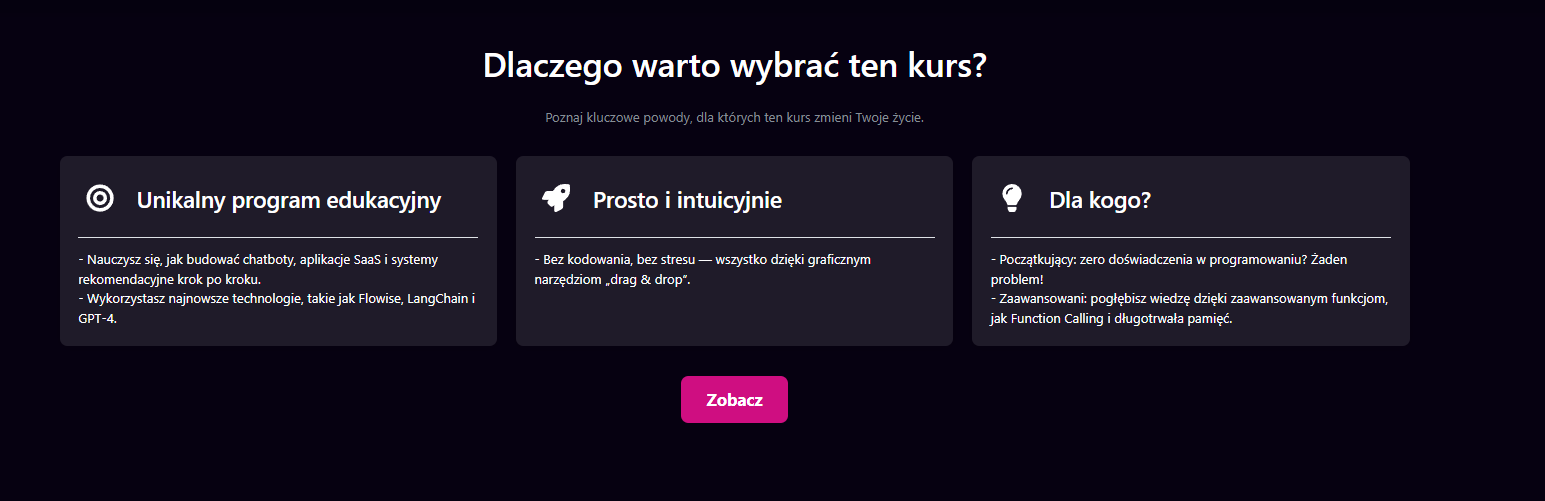 Dlaczego warto wybrać ten kurs?
Poznaj kluczowe powody, dla których ten kurs zmieni Twoje życie.
Unikalny program edukacyjny
- Nauczysz się, jak budować chatboty, aplikacje SaaS i systemy
rekomendacyjne krok po kroku.
- Wykorzystasz najnowsze technologie, takie jak Flowise, LangChain i
GPT-4.
Prosto i intuicyjnie
- Bez kodowania, bez stresu — wszystko dzięki graficznym
narzędziom „drag & drop”.
Dla kogo?
- Początkujący: zero doświadczenia w programowaniu? Żaden
problem!
- Zaawansowani: pogłębisz wiedzę dzięki zaawansowanym funkcjom,
jak Function Calling i długotrwała pamięć.
Zobacz